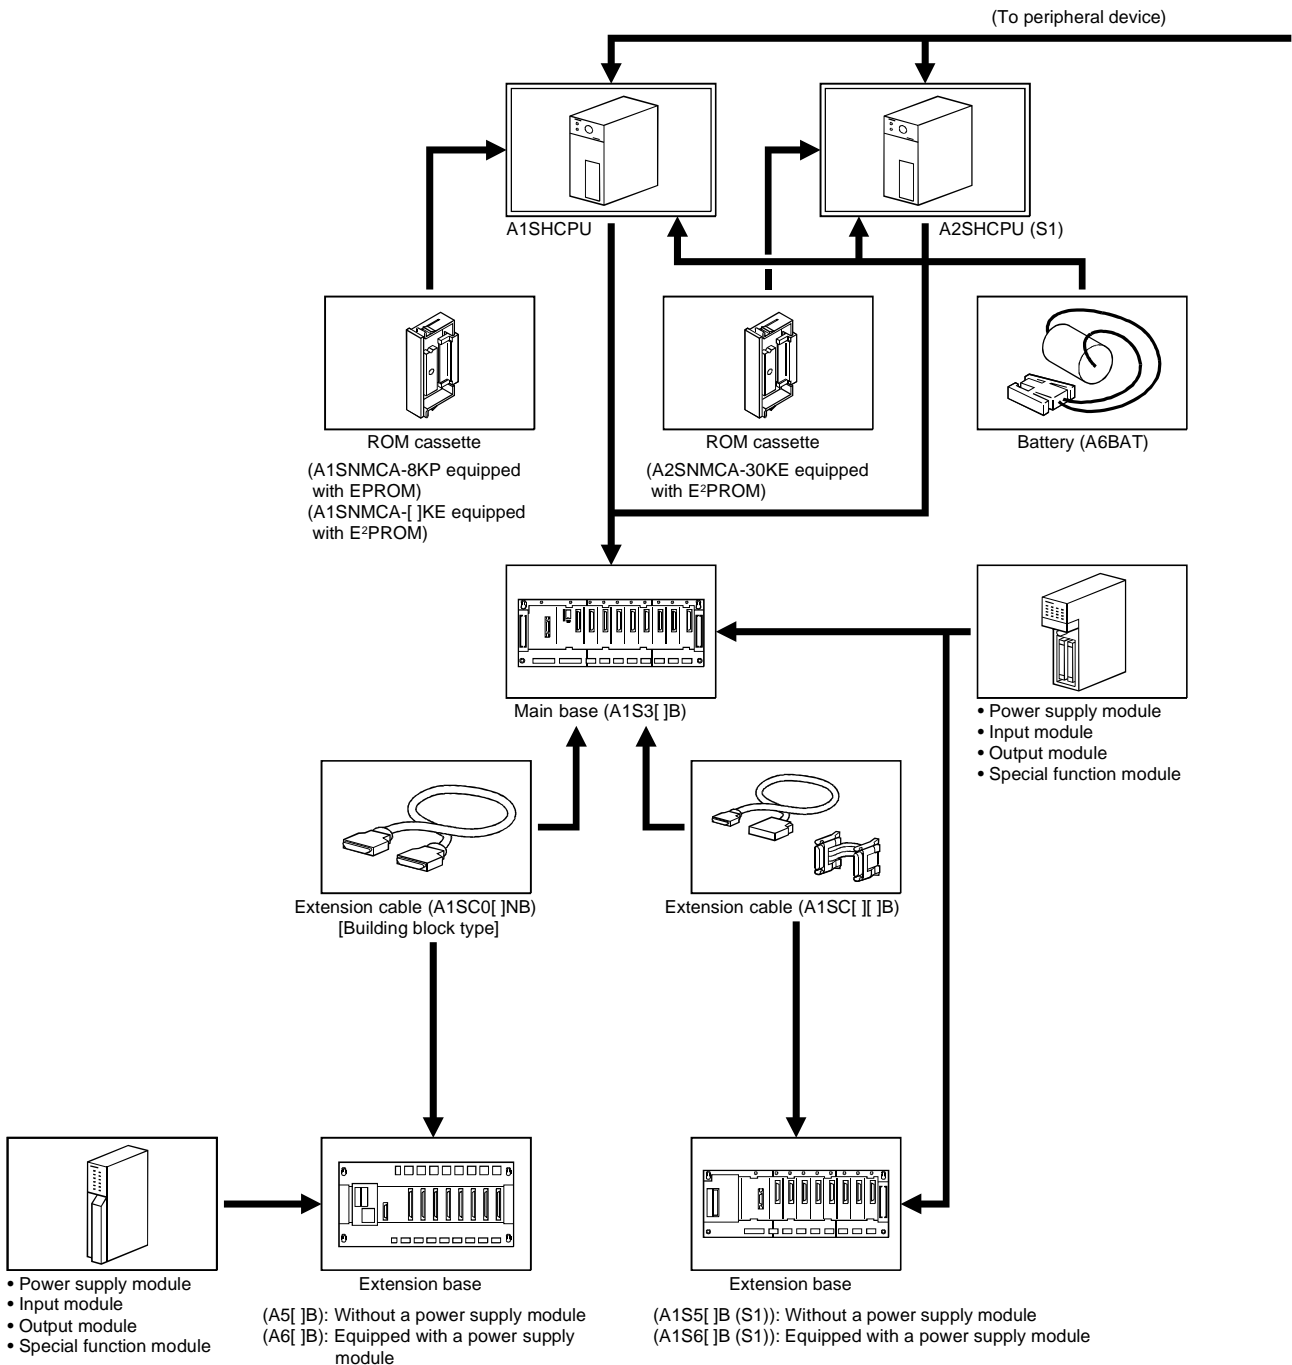 (To peripheral device)
A1SHCPU
A2SHCPU (S1)
ROM cassette
(A1SNMCA-8KP equipped
with EPROM)
(A1SNMCA-[ ]KE equipped
with E²PROM)
ROM cassette
(A2SNMCA-30KE equipped
with E²PROM)
Battery (A6BAT)
Main base (A1S3[ ]B)
• Power supply module
• Input module
• Output module
• Special function module
Extension cable (A1SC0[ ]NB)
[Building block type]
Extension cable (A1SC[ ][ ]B)
• Power supply module
• Input module
• Output module
• Special function module
Extension base
(A5[ ]B): Without a power supply module
(A6[ ]B): Equipped with a power supply
module
Extension base
(A1S5[ ]B (S1)): Without a power supply module
(A1S6[ ]B (S1)): Equipped with a power supply module